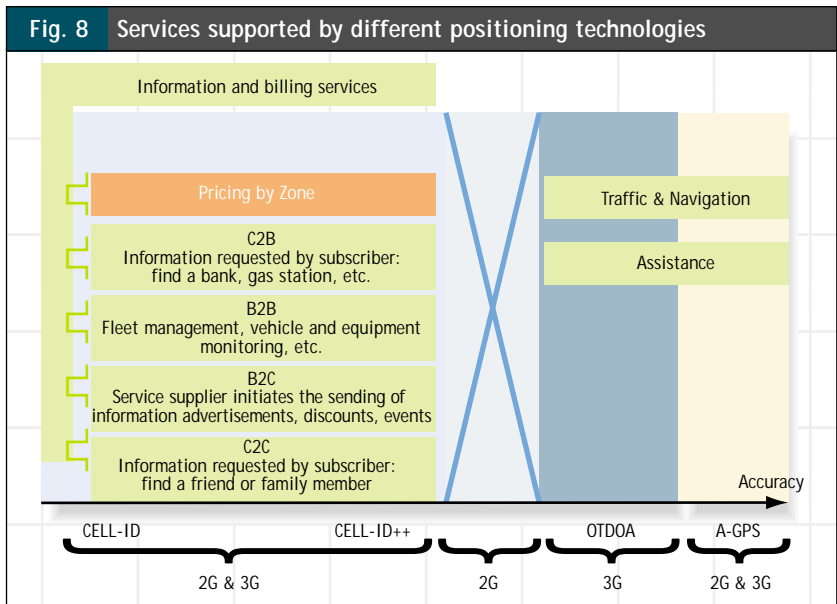 Fig. 8 Services supported by different positioning technologies
Information and billing services
Pricing by Zone
C2B
Information requested by subscriber:
find a bank, gas station, etc.
B2B
Fleet management, vehicle and equipment
monitoring, etc.
B2C
Service supplier initiates the sending of
information advertisements, discounts, events
C2C
Information requested by subscriber:
find a friend or family member
Traffic & Navigation
Assistance
Accuracy
CELL-ID CELL-ID++ OTDOA A-GPS
2G & 3G 2G 3G 2G & 3G